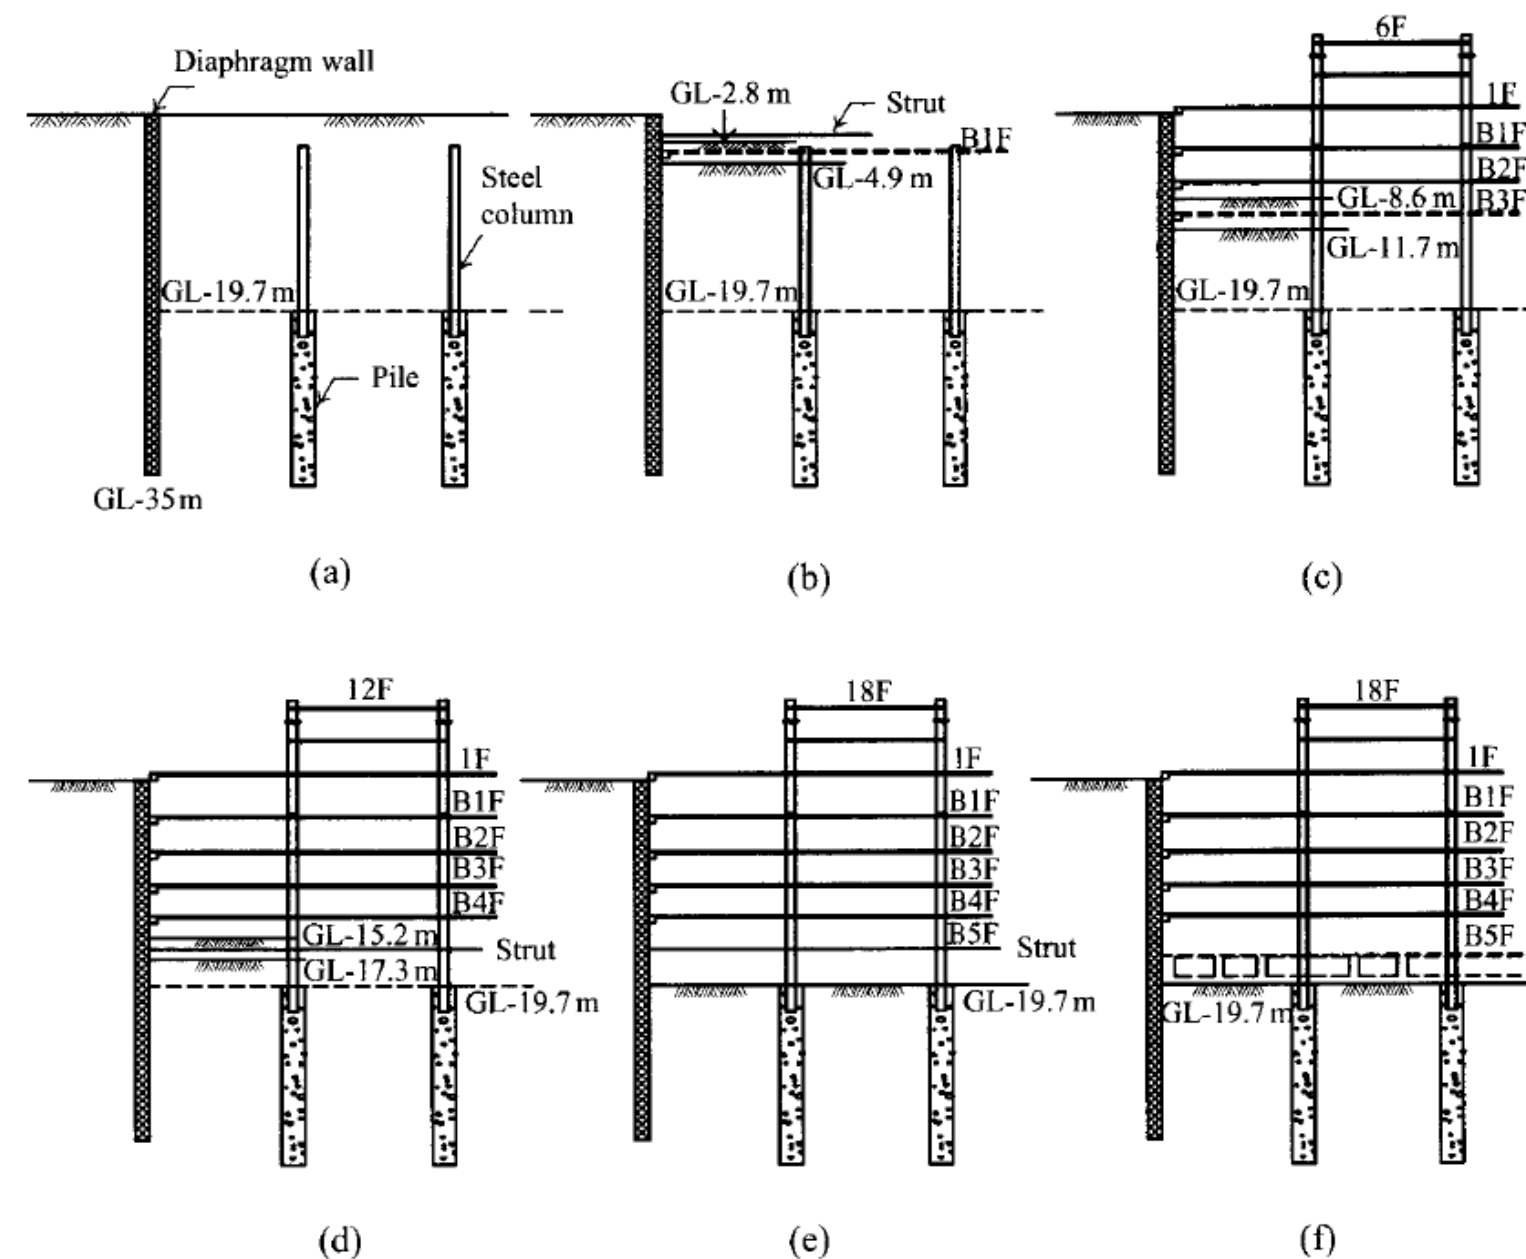 Diaphragm wall
Steel
column
GL-19.7 m
Pile
GL-35 m
(a)
GL-2.8 m
Strut
B1F
GL-4.9 m
GL-19.7 m
(b)
6F
1F
B1F
B2F
GL-8.6 m
B3F
GL-11.7 m
GL-19.7 m
(c)
12F
1F
B1F
B2F
B3F
B4F
GL-15.2 m
Strut
GL-17.3 m
GL-19.7 m
(d)
18F
1F
B1F
B2F
B3F
B4F
B5F
Strut
GL-19.7 m
(e)
18F
1F
B1F
B2F
B3F
B4F
B5F
GL-19.7 m
(f)